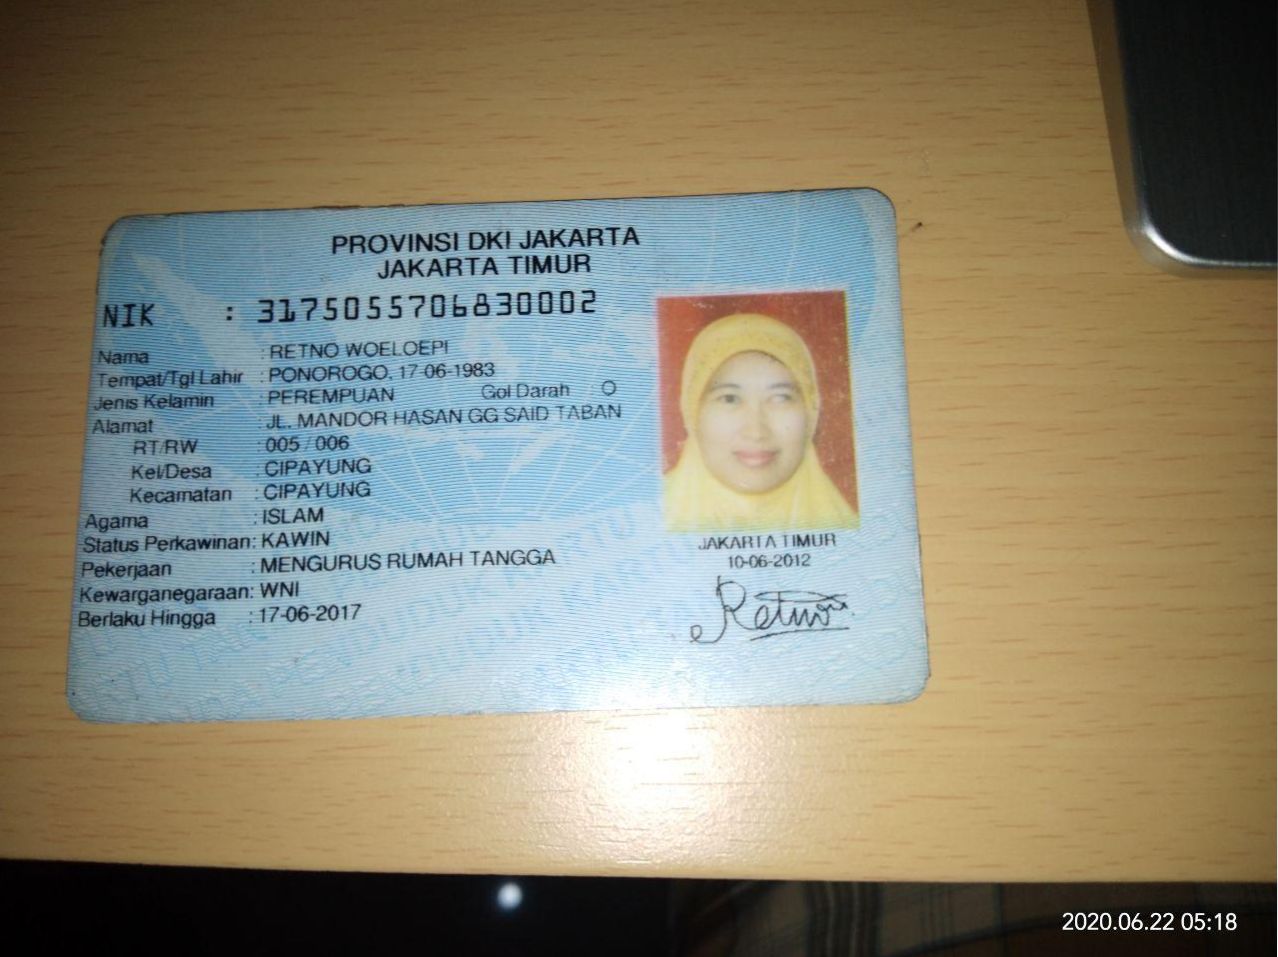 PROVINSI DKI JAKARTA
JAKARTA TIMUR
NIK : 3175055706830002
Nama : RETNO WOELOEPI
Tempat/Tgl Lahir : PONOROGO, 17-06-1983
Jenis Kelamin : PEREMPUAN Gol Darah O
Alamat : JL. MANDOR HASAN GG SAID TABAN
RT/RW : 005 / 006
Kel/Desa : CIPAYUNG
Kecamatan : CIPAYUNG
Agama : ISLAM
Status Perkawinan: KAWIN
Pekerjaan : MENGURUS RUMAH TANGGA
Kewarganegaraan: WNI
Berlaku Hingga : 17-06-2017
JAKARTA TIMUR
10-06-2012
Retno
2020.06.22 05:18